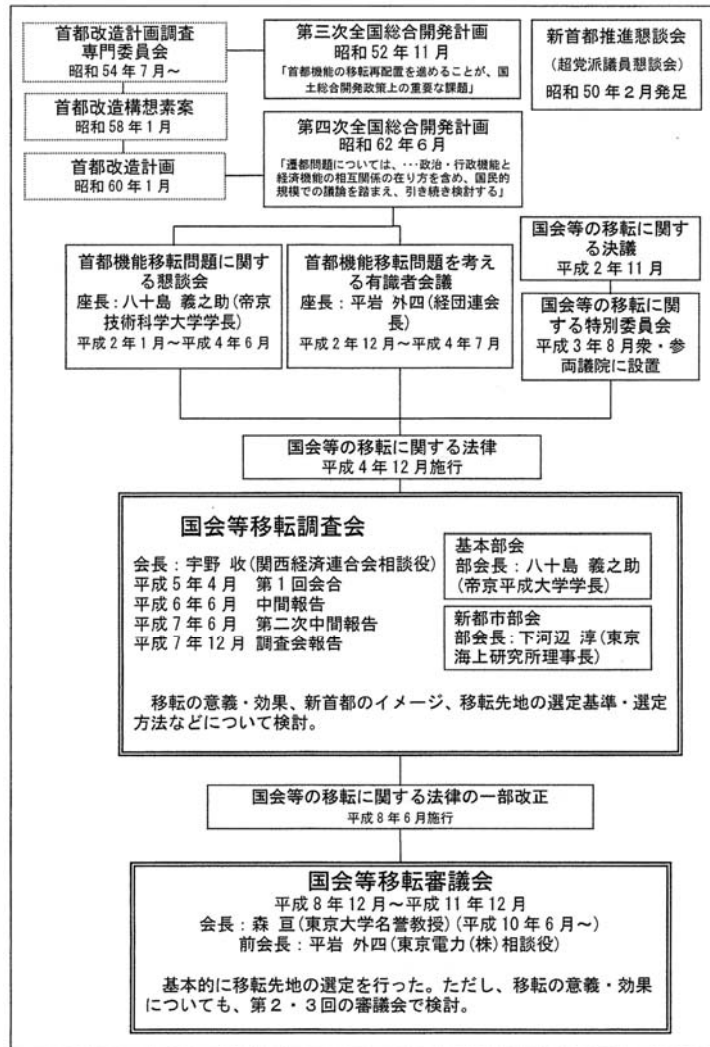 首都改造計画調査
専門委員会
昭和54年7月～
第三次全国総合開発計画
昭和52年11月
「首都機能の移転再配置を進めることが、国
土総合開発政策上の重要な課題」
新首都推進懇談会
(超党派議員懇談会)
昭和50年2月発足
首都改造構想素案
昭和58年1月
首都改造計画
昭和60年1月
第四次全国総合開発計画
昭和62年6月
「遷都問題については、…政治・行政機能と
経済機能の相互関係の在り方を含め、国民的
規模での議論を踏まえ、引き続き検討する」
首都機能移転問題に関
する懇談会
座長：八十島 義之助(帝京
技術科学大学学長)
平成2年1月～平成4年6月
首都機能移転問題を考え
る有識者会議
座長：平岩 外四(経団連会
長)
平成2年12月～平成4年7月
国会等の移転に関す
る決議
平成2年11月
国会等の移転に関
する特別委員会
平成3年8月衆・参
両議院に設置
国会等の移転に関する法律
平成4年12月施行
国会等移転調査会
会長：宇野 收(関西経済連合会相談役)
平成5年4月 第1回会合
平成6年6月 中間報告
平成7年6月 第二次中間報告
平成7年12月 調査会報告
基本部会
部会長：八十島 義之助
(帝京平成大学学長)
新都市部会
部会長：下河辺 淳(東京
海上研究所理事長)
移転の意義・効果、新首都のイメージ、移転先地の選定基準・選定
方法などについて検討。
国会等の移転に関する法律の一部改正
平成8年6月施行
国会等移転審議会
平成8年12月～平成11年12月
会長：森 亘(東京大学名誉教授)(平成10年6月～)
前会長：平岩 外四(東京電力(株)相談役)
基本的に移転先地の選定を行った。ただし、移転の意義・効果
についても、第2・3回の審議会で検討。